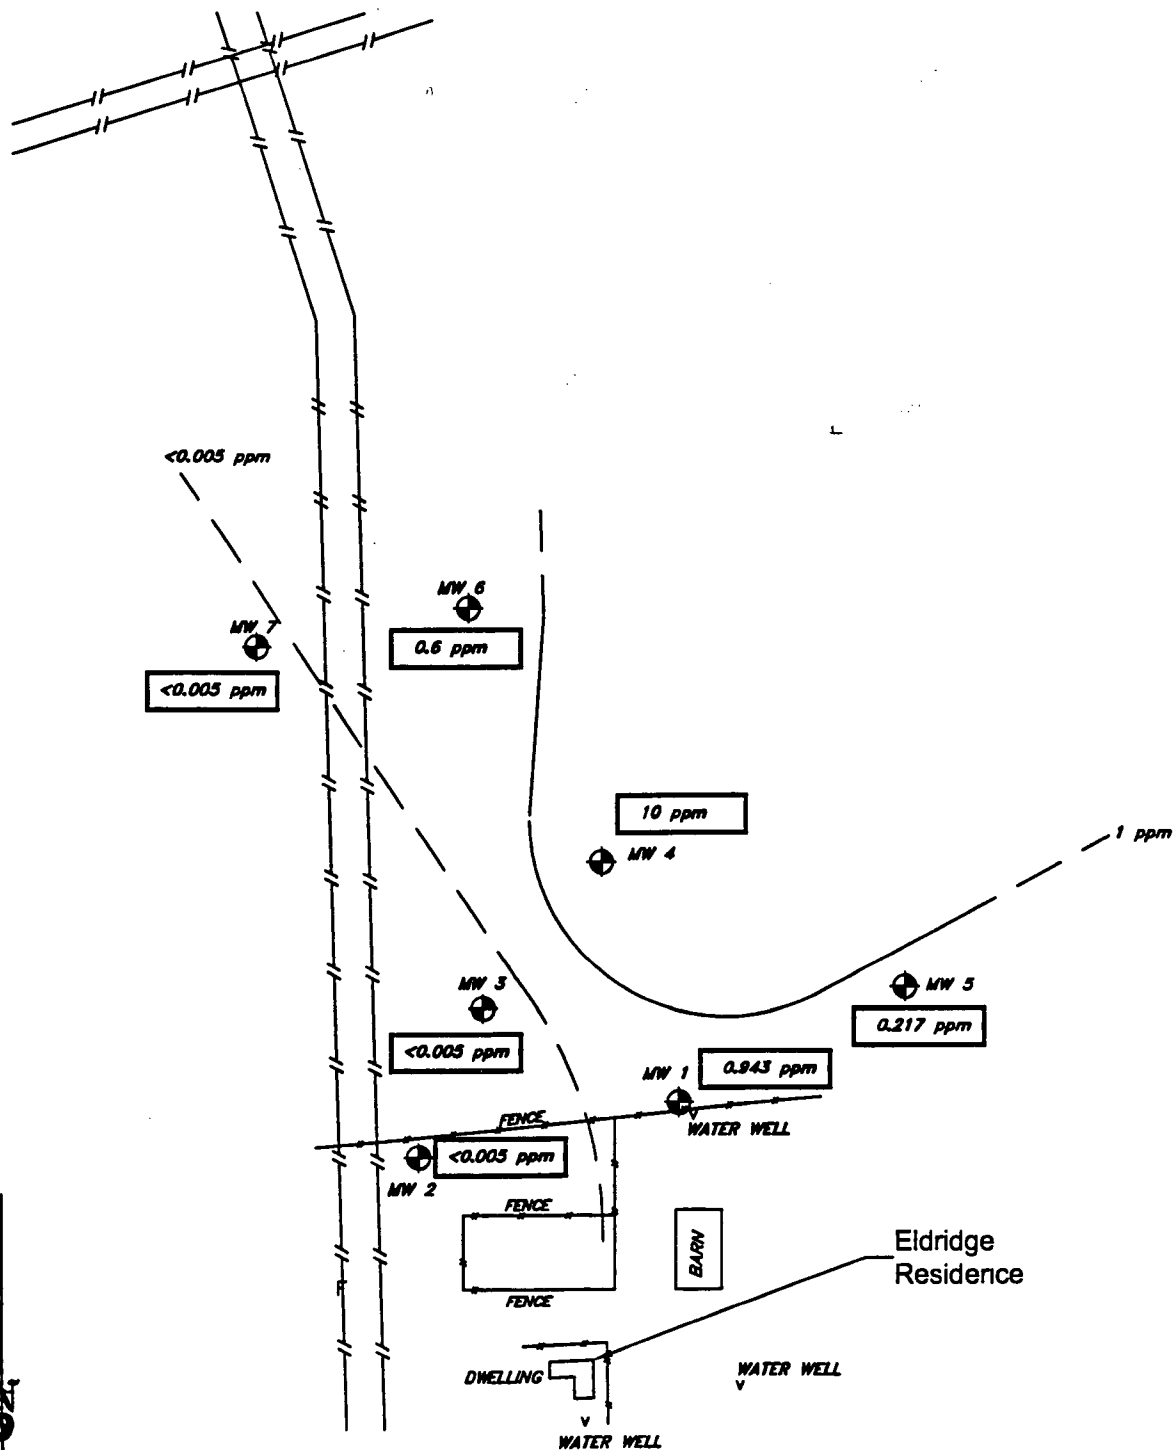 <0.005 ppm
MW 6
0.6 ppm
MW 7
<0.005 ppm
10 ppm
MW 4
1 ppm
MW 3
<0.005 ppm
MW 5
0.217 ppm
MW 1
0.943 ppm
FENCE
WATER WELL
<0.005 ppm
MW 2
FENCE
BARN
Eldridge
Residence
FENCE
DWELLING
WATER WELL
WATER WELL